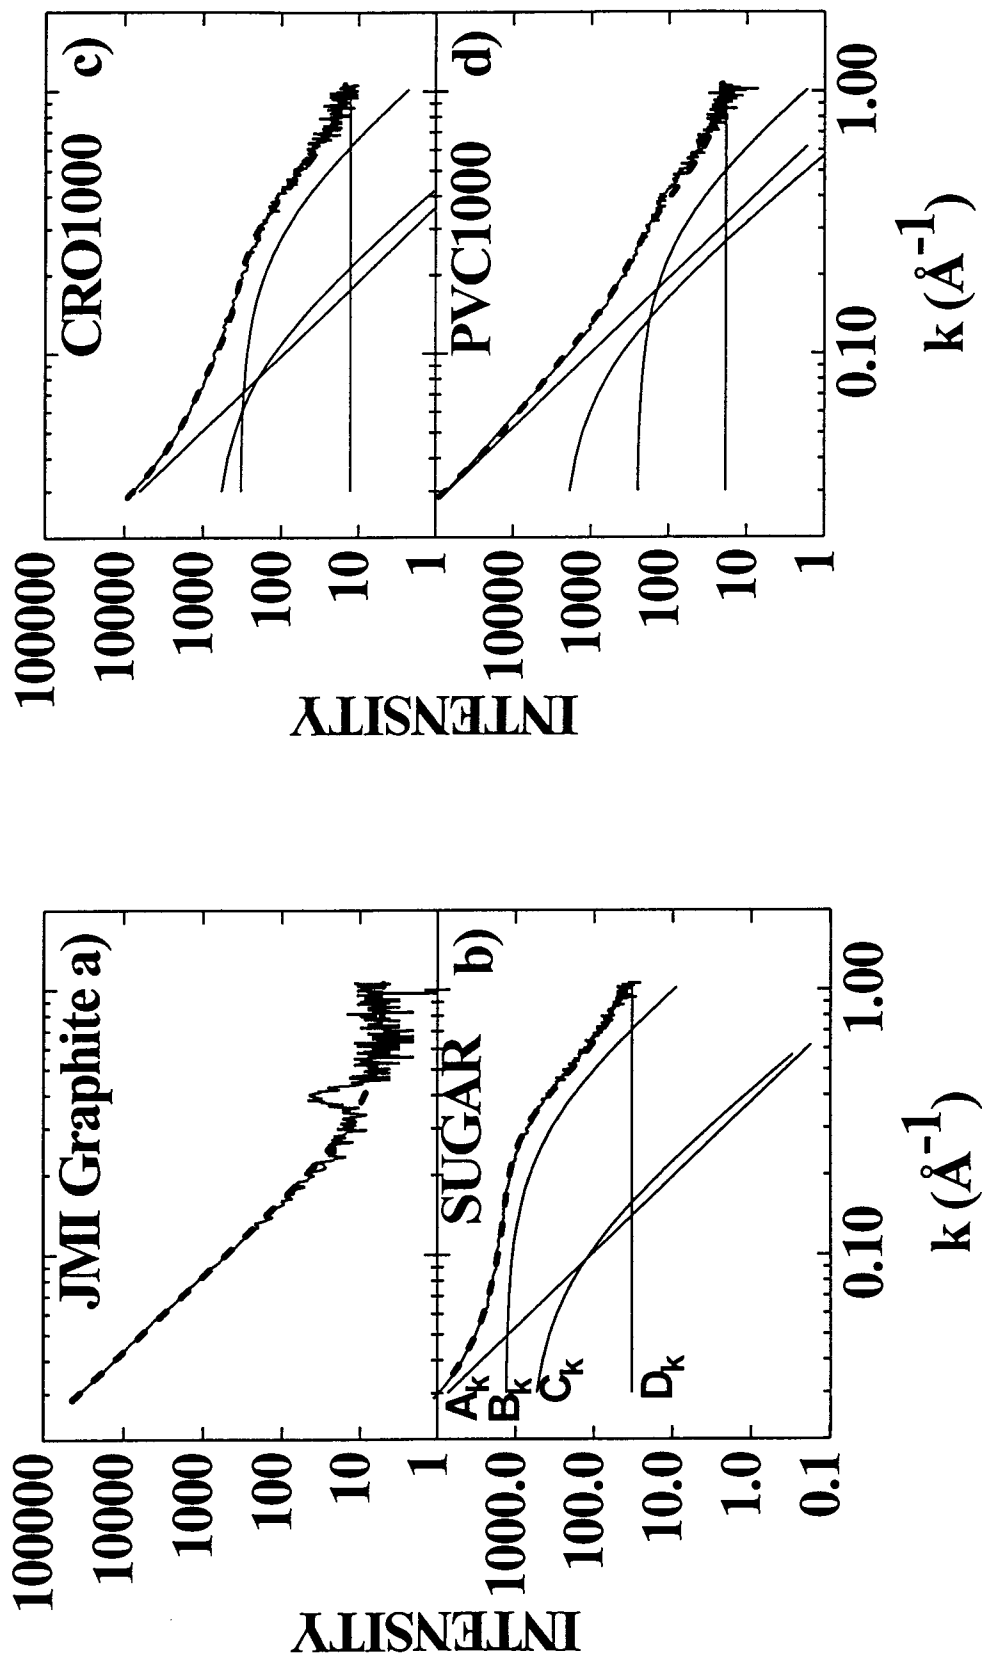 JMI Graphite a)
100000
10000
1000
100
10
1
INTENSITY
SUGAR b)
1000.0
100.0
10.0
1.0
0.1
A_k
B_k
C_k
D_k
0.10 1.00
k (Å⁻¹)
CRO1000 c)
100000
10000
1000
100
10
1
INTENSITY
PVC1000 d)
10000
1000
100
10
1
0.10 1.00
k (Å⁻¹)